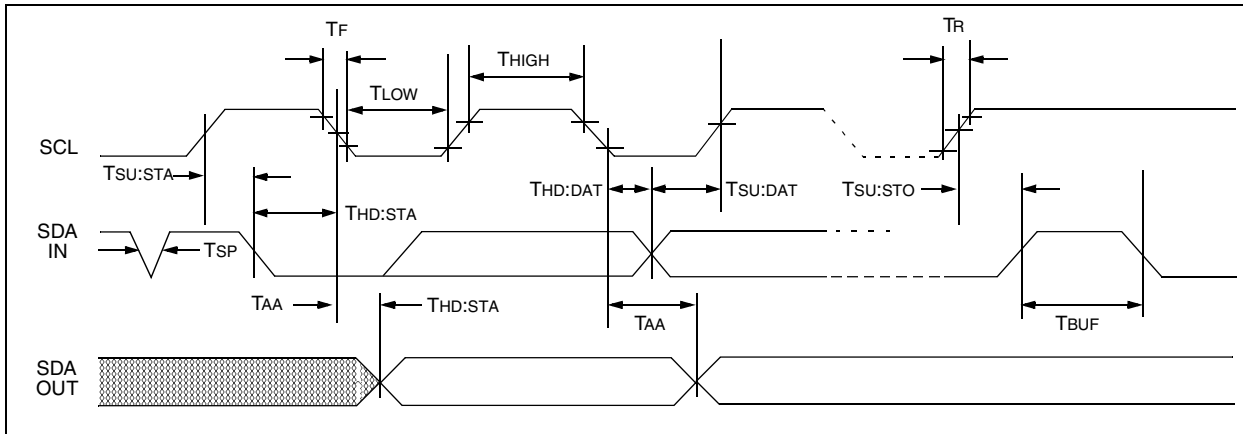 TF
TR
THIGH
TLOW
SCL
TSU:STA
THD:DAT
TSU:DAT
TSU:STO
THD:STA
SDA
IN
TSP
TAA
THD:STA
TAA
TBUF
SDA
OUT